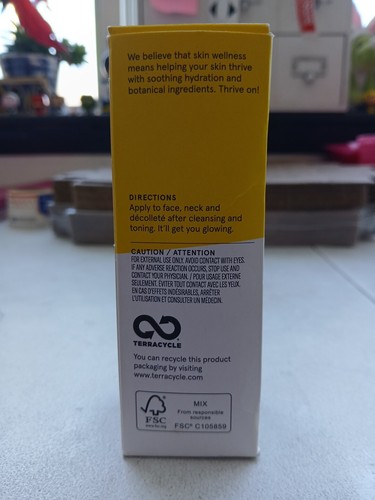 We believe that skin wellness
means helping your skin thrive
with soothing hydration and
botanical ingredients. Thrive on!
DIRECTIONS
Apply to face, neck and
décolleté after cleansing and
toning. It'll get you glowing.
CAUTION / ATTENTION
FOR EXTERNAL USE ONLY. AVOID CONTACT WITH EYES.
IF ANY ADVERSE REACTION OCCURS, STOP USE AND
CONTACT YOUR PHYSICIAN. / POUR USAGE EXTERNE
SEULEMENT. ÉVITER TOUT CONTACT AVEC LES YEUX.
EN CAS D'EFFETS INDÉSIRABLES, ARRÊTER
L'UTILISATION ET CONSULTER UN MÉDECIN.
TERRACYCLE
You can recycle this product
packaging by visiting
www.terracycle.com
FSC
www.fsc.org
MIX
From responsible
sources
FSC® C105859